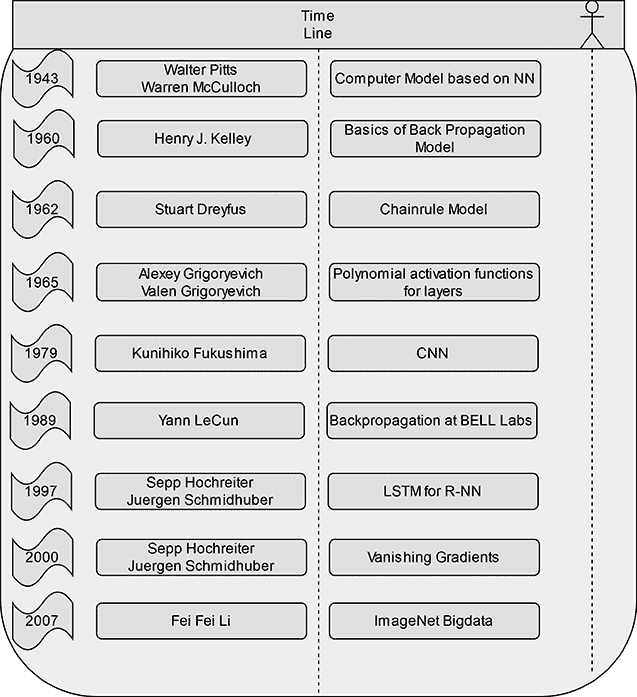 Time
Line
1943
Walter Pitts
Warren McCulloch
Computer Model based on NN
1960
Henry J. Kelley
Basics of Back Propagation
Model
1962
Stuart Dreyfus
Chainrule Model
1965
Alexey Grigoryevich
Valen Grigoryevich
Polynomial activation functions
for layers
1979
Kunihiko Fukushima
CNN
1989
Yann LeCun
Backpropagation at BELL Labs
1997
Sepp Hochreiter
Juergen Schmidhuber
LSTM for R-NN
2000
Sepp Hochreiter
Juergen Schmidhuber
Vanishing Gradients
2007
Fei Fei Li
ImageNet Bigdata